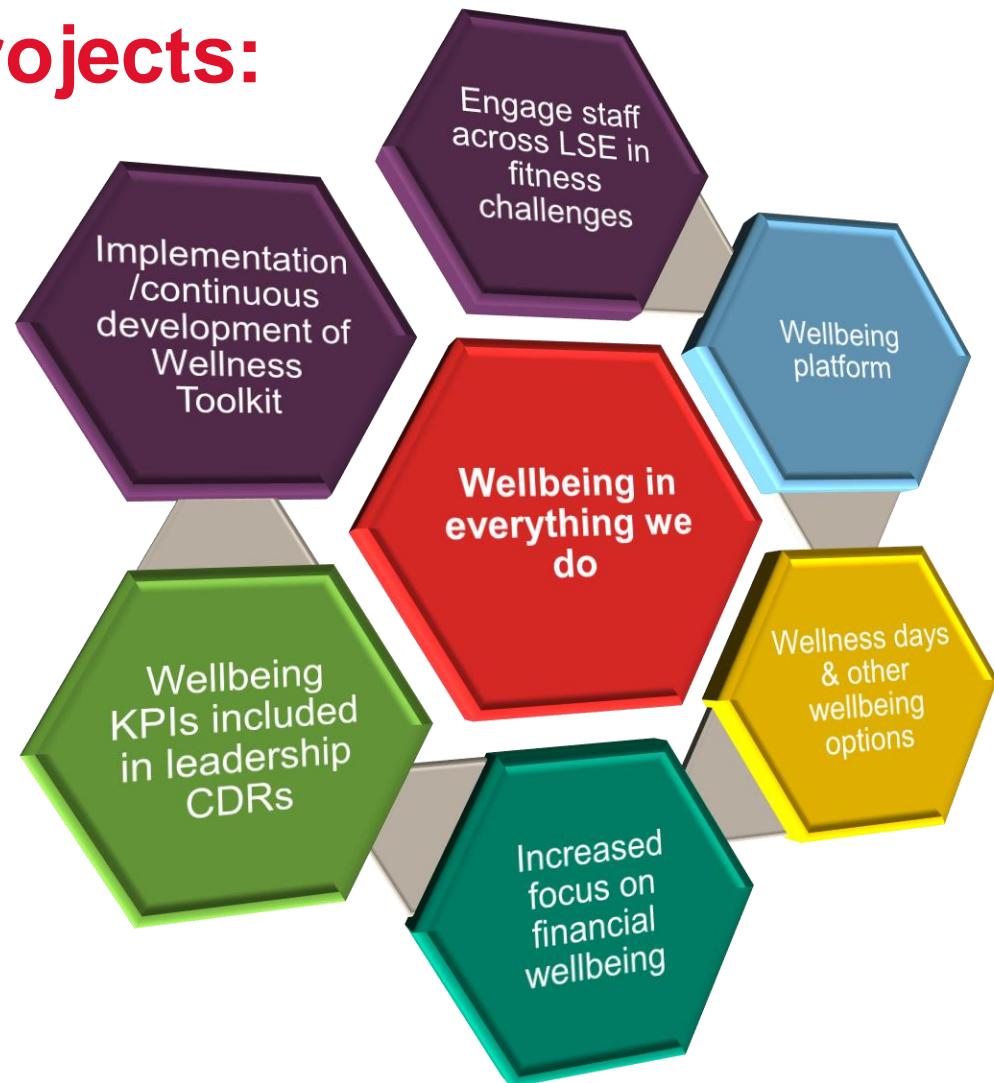 rojects:
Engage staff
across LSE in
fitness
challenges
Implementation
/continuous
development of
Wellness
Toolkit
Wellbeing
platform
Wellbeing in
everything we
do
Wellness days
& other
wellbeing
options
Wellbeing
KPIs included
in leadership
CDRs
Increased
focus on
financial
wellbeing